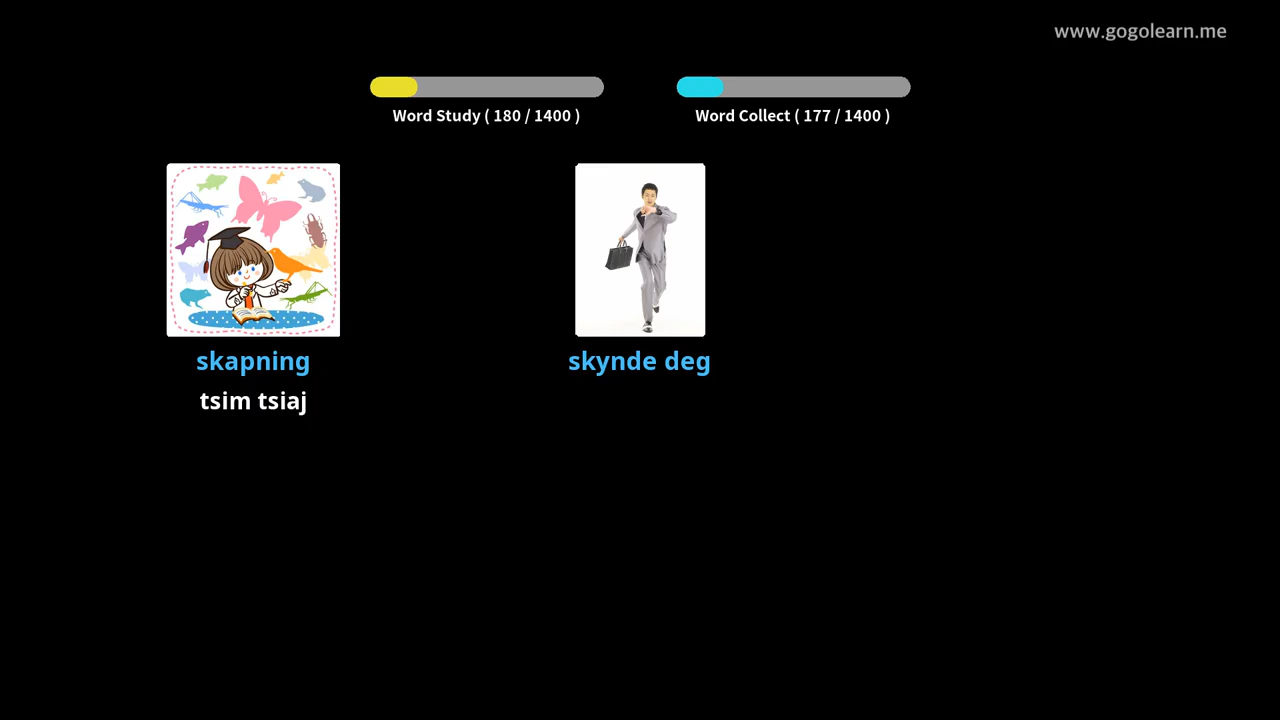 www.gogolearn.me
Word Study ( 180 / 1400 )
Word Collect ( 177 / 1400 )
skapning
skynde deg
tsim tsiaj